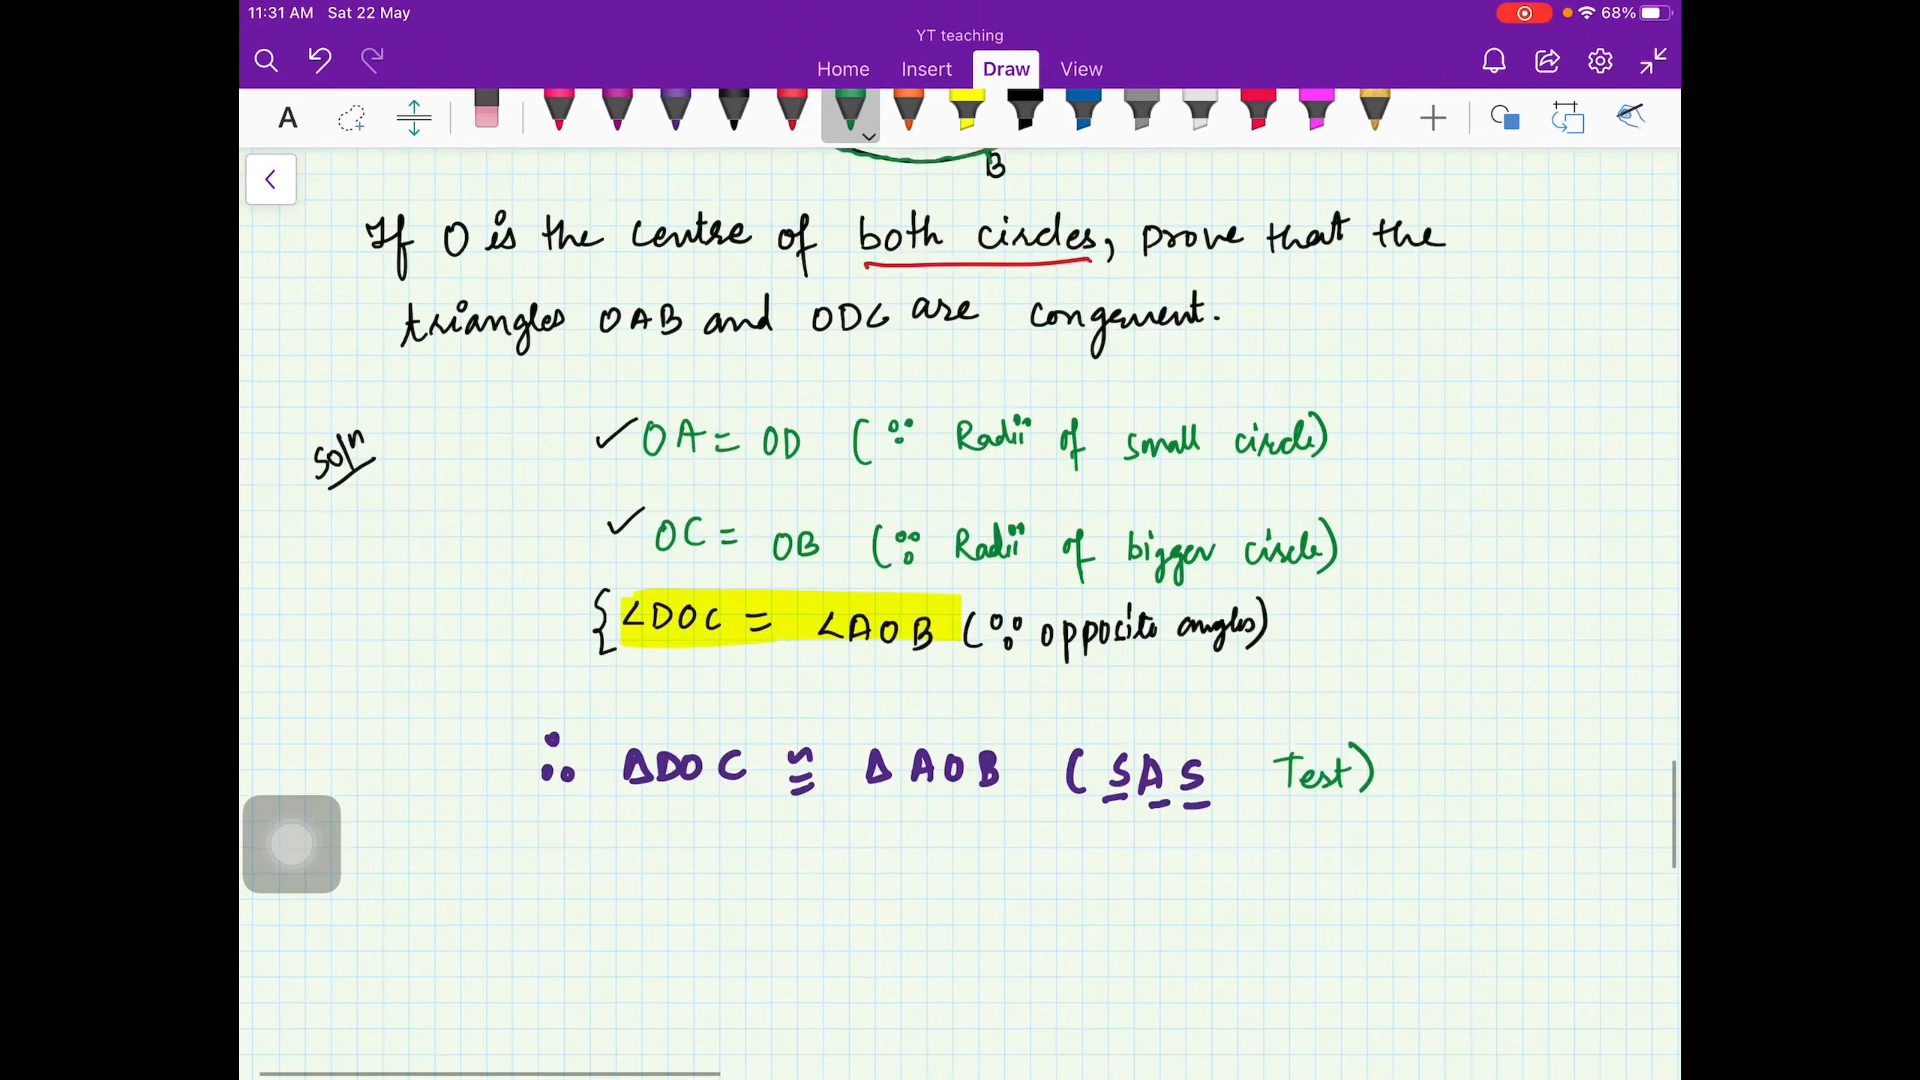 11:31 AM Sat 22 May
68%
YT teaching
Home Insert Draw View
A
B
If O is the centre of both circles, prove that the
triangles OAB and ODC are congruent.
Soln
✓ OA = OD (∵ Radii of small circle)
✓ OC = OB (∵ Radii of bigger circle)
{∠DOC = ∠AOB (∵ opposite angles)
∴ ΔDOC ≅ ΔAOB (SAS Test)